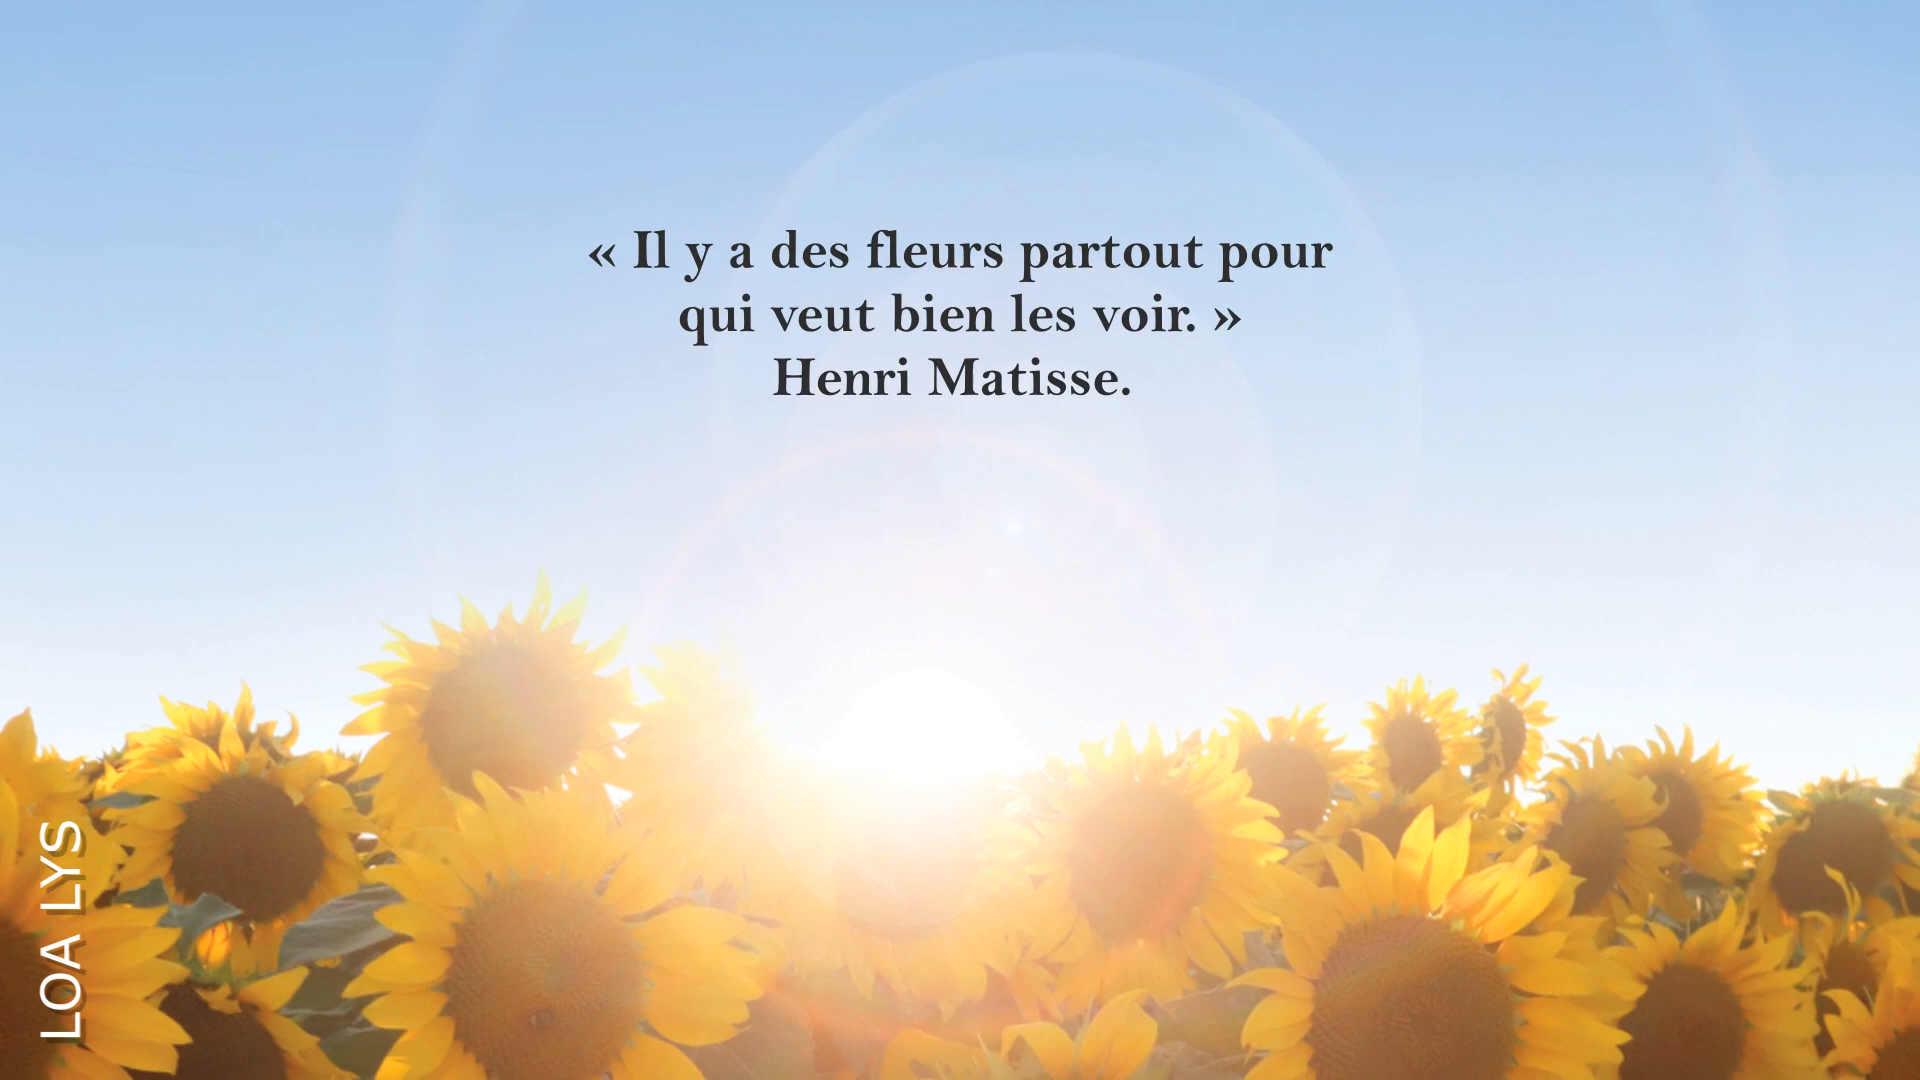 « Il y a des fleurs partout pour
qui veut bien les voir. »
Henri Matisse.
LOA LYS